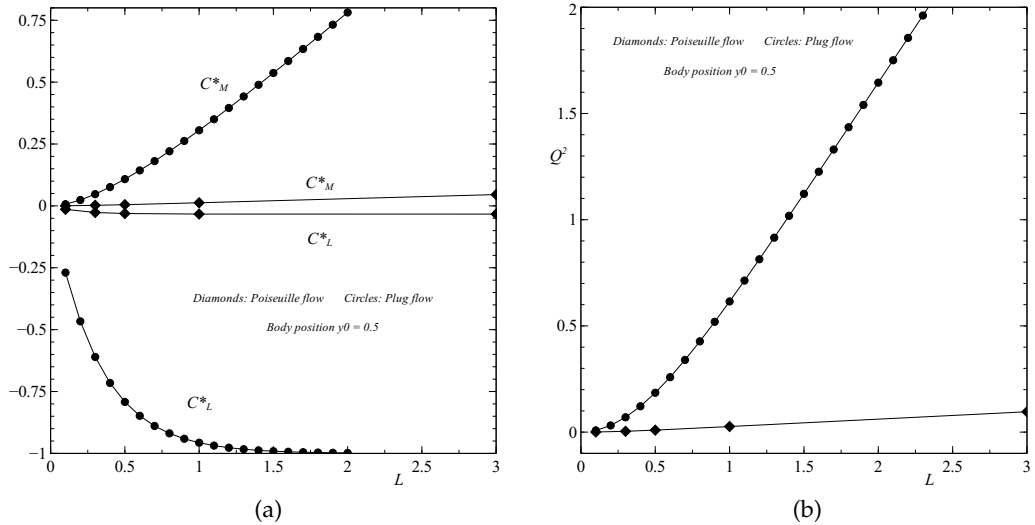 0.75
0.5
0.25
0
−0.25
−0.5
−0.75
−1
C*M
C*M
C*L
Diamonds: Poiseuille flow Circles: Plug flow
Body position y0 = 0.5
C*L
0 0.5 1 1.5 2 2.5 3
L
(a)
2
1.5
1
0.5
0
Diamonds: Poiseuille flow Circles: Plug flow
Body position y0 = 0.5
Q²
0 0.5 1 1.5 2 2.5 3
L
(b)